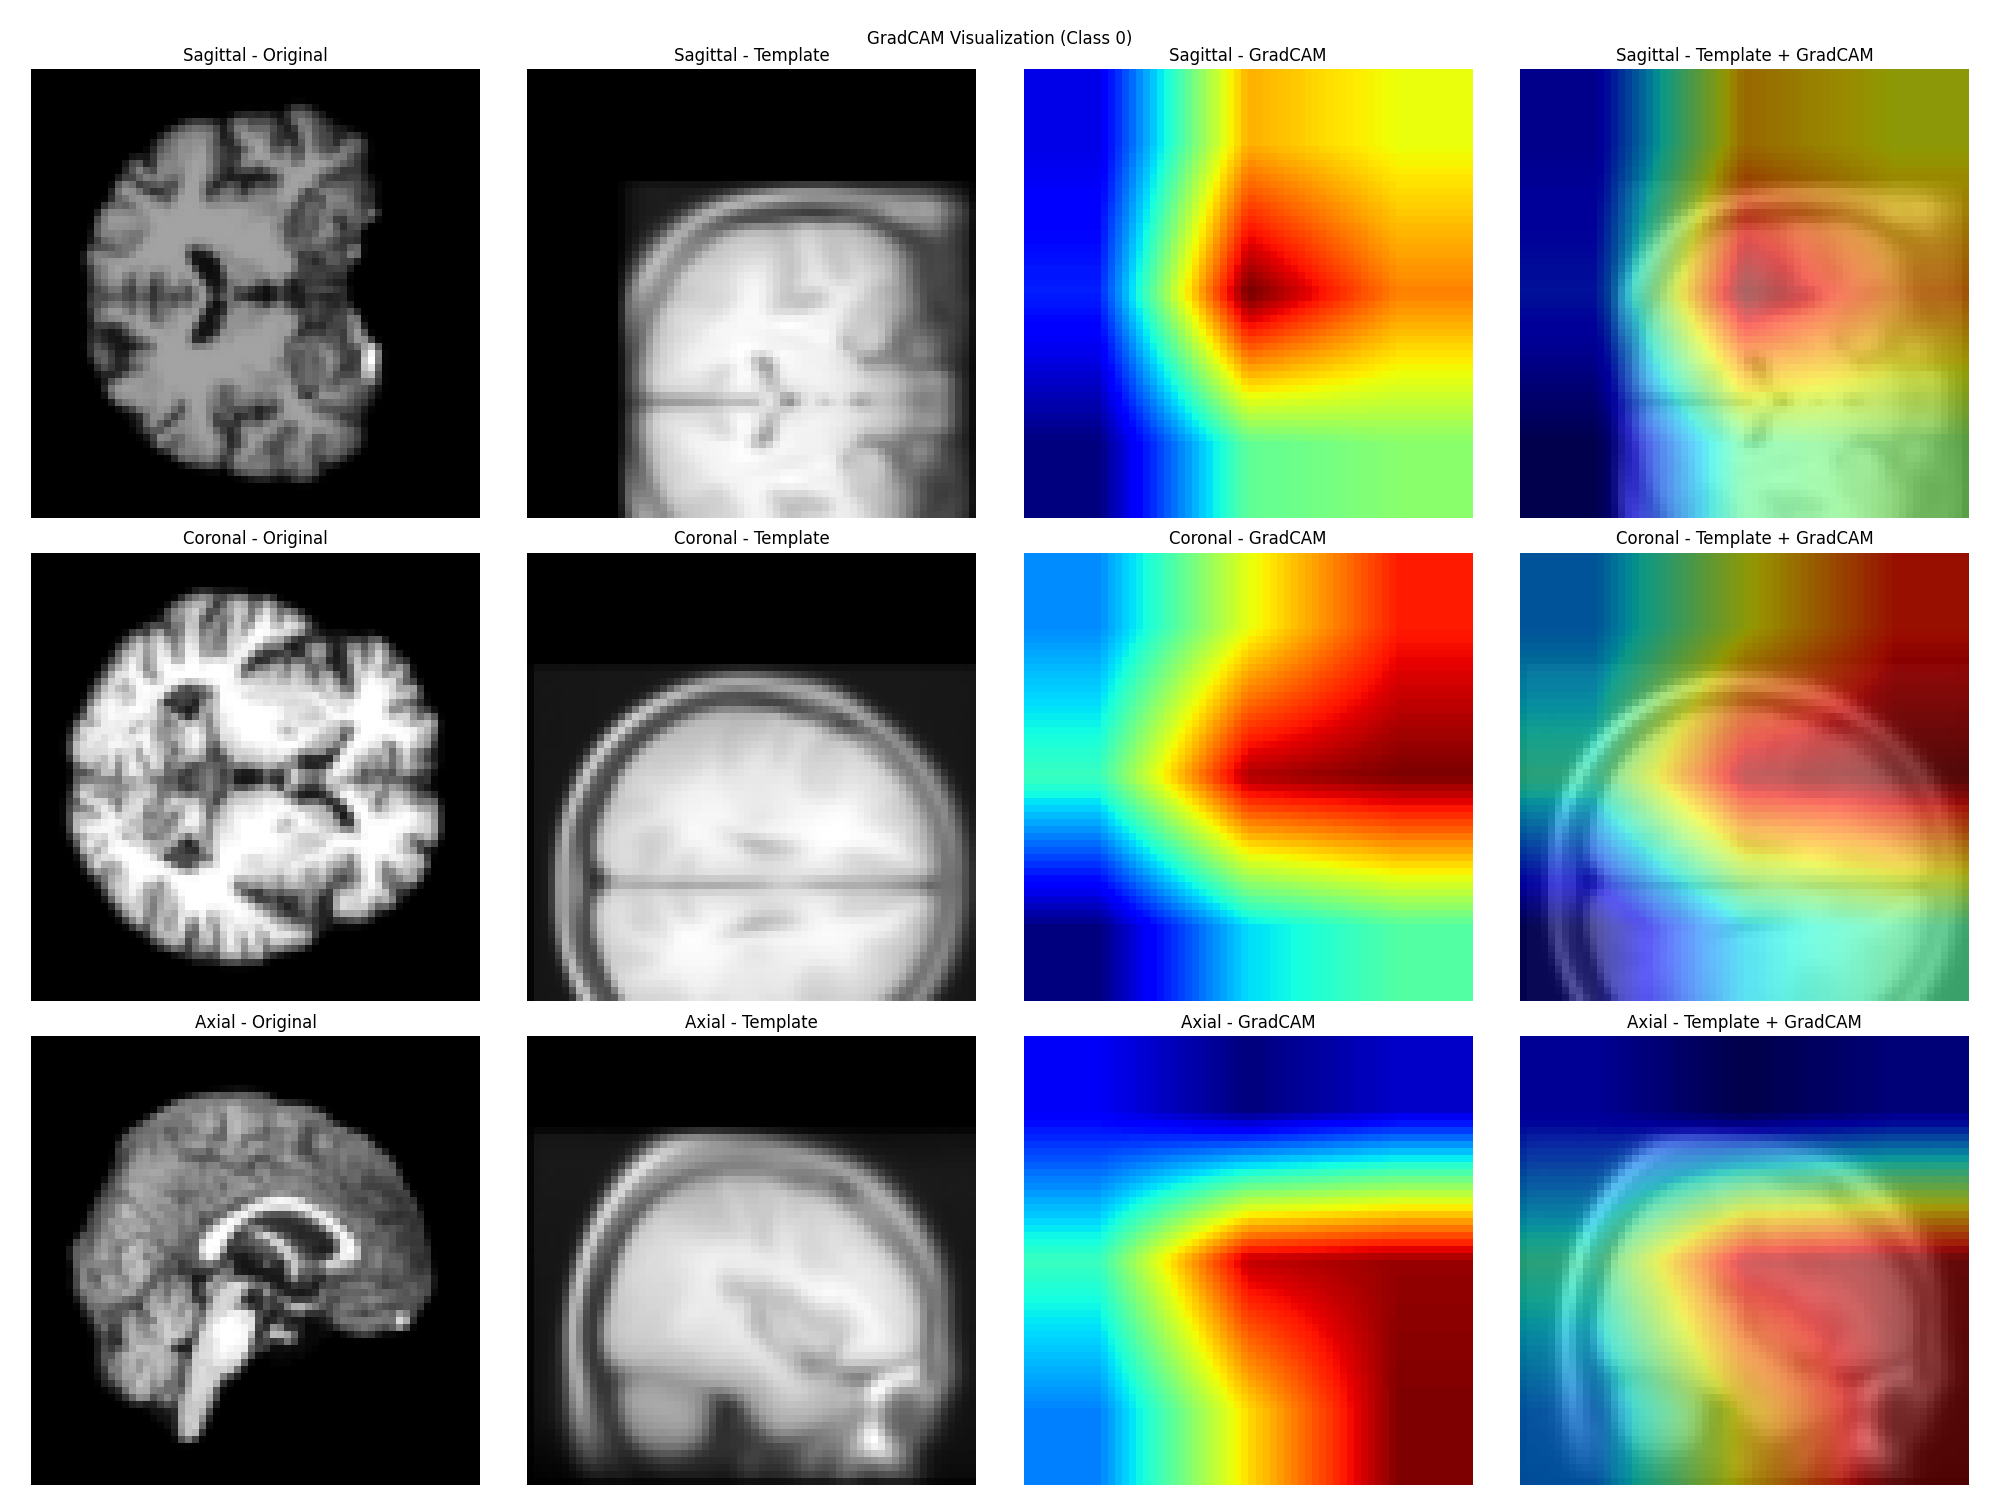 GradCAM Visualization (Class 0)
Sagittal - Original
Sagittal - Template
Sagittal - GradCAM
Sagittal - Template + GradCAM
Coronal - Original
Coronal - Template
Coronal - GradCAM
Coronal - Template + GradCAM
Axial - Original
Axial - Template
Axial - GradCAM
Axial - Template + GradCAM